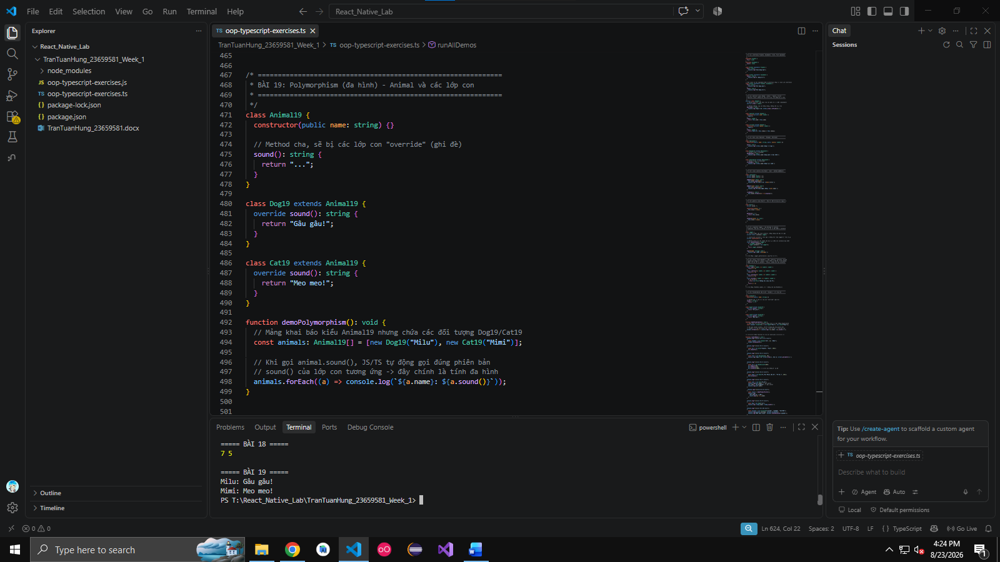 File Edit Selection View Go Run Terminal Help
React_Native_Lab
Explorer
React_Native_Lab
TranTuanHung_23659581_Week_1
node_modules
JS oop-typescript-exercises.js
TS oop-typescript-exercises.ts
{} package-lock.json
{} package.json
TranTuanHung_23659581.docx
Outline
Timeline
TS oop-typescript-exercises.ts
TranTuanHung_23659581_Week_1 > TS oop-typescript-exercises.ts > runAllDemos
465
466
467 /* ============================================================
468 * BÀI 19: Polymorphism (đa hình) - Animal và các lớp con
469 * ============================================================
470 */
471 class Animal19 {
472 constructor(public name: string) {}
473
474 // Method cha, sẽ bị các lớp con "override" (ghi đè)
475 sound(): string {
476 return "...";
477 }
478 }
479
480 class Dog19 extends Animal19 {
481 override sound(): string {
482 return "Gâu gâu!";
483 }
484 }
485
486 class Cat19 extends Animal19 {
487 override sound(): string {
488 return "Meo meo!";
489 }
490 }
491
492 function demoPolymorphism(): void {
493 // Mảng khai báo kiểu Animal19 nhưng chứa các đối tượng Dog19/Cat19
494 const animals: Animal19[] = [new Dog19("Milu"), new Cat19("Mimi")];
495
496 // Khi gọi animal.sound(), JS/TS tự động gọi đúng phiên bản
497 // sound() của lớp con tương ứng -> đây chính là tính đa hình
498 animals.forEach((a) => console.log(`${a.name}: ${a.sound()}`));
499 }
500
501
Problems Output Terminal Ports Debug Console
powershell
===== BÀI 18 =====
7 5
===== BÀI 19 =====
Milu: Gâu gâu!
Mimi: Meo meo!
PS T:\React_Native_Lab\TranTuanHung_23659581_Week_1>
Chat
Sessions
Tip: Use /create-agent to scaffold a custom agent
for your workflow.
TS oop-typescript-exercises.ts
Describe what to build
Agent Auto
Local Default permissions
0 0
Ln 624, Col 22 Spaces: 2 UTF-8 LF {} TypeScript Go Live
Type here to search
4:24 PM
8/23/2026
1